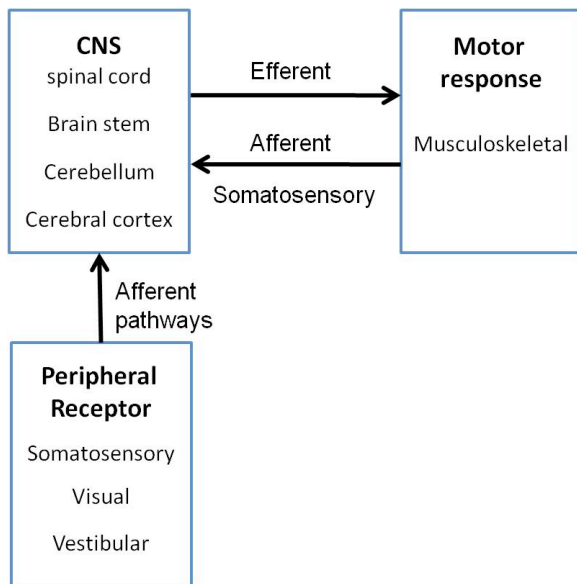 CNS
spinal cord
Brain stem
Cerebellum
Cerebral cortex
Efferent
Afferent
Somatosensory
Motor
response
Musculoskeletal
Afferent
pathways
Peripheral
Receptor
Somatosensory
Visual
Vestibular